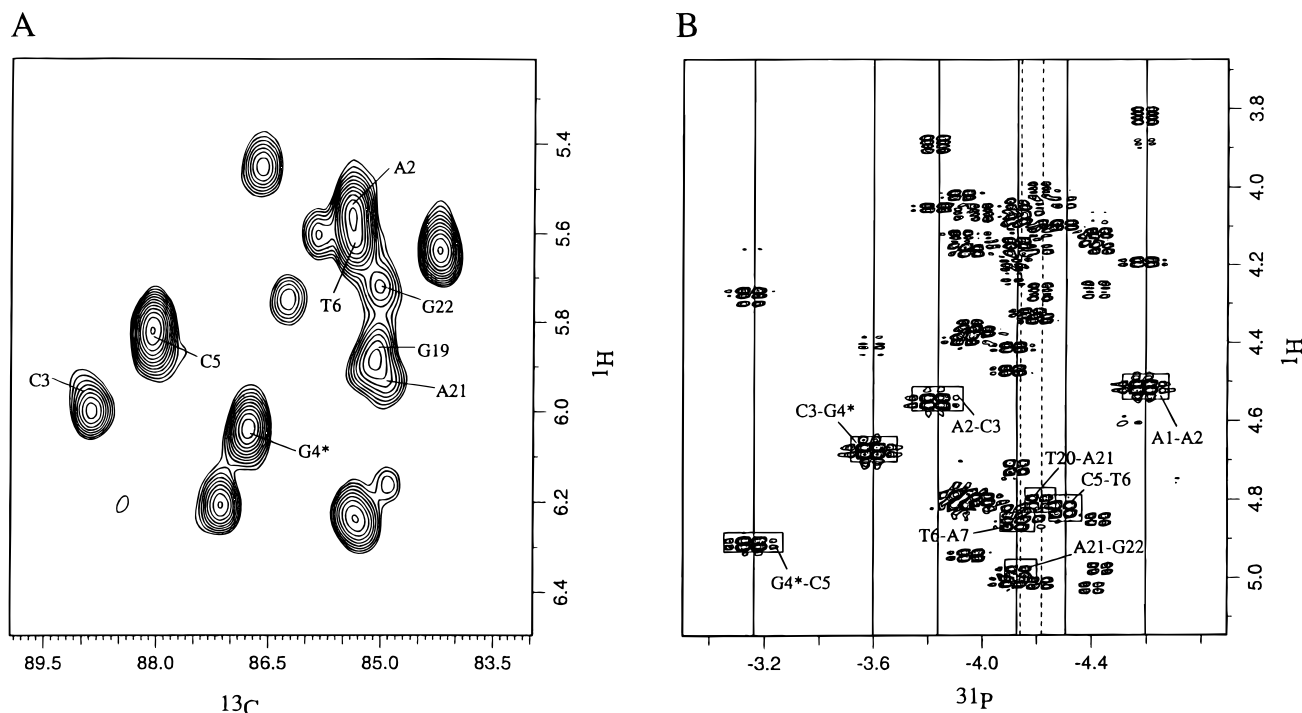 A
B
A2
T6
G22
G19
A21
C5
C3
G4*
5.4
5.6
5.8
6.0
6.2
6.4
1H
89.5
88.0
86.5
85.0
83.5
13C
C3-G4*
A2-C3
A1-A2
T20-A21
C5-T6
T6-A7
A21-G22
G4*-C5
3.8
4.0
4.2
4.4
4.6
4.8
5.0
1H
-3.2
-3.6
-4.0
-4.4
31P